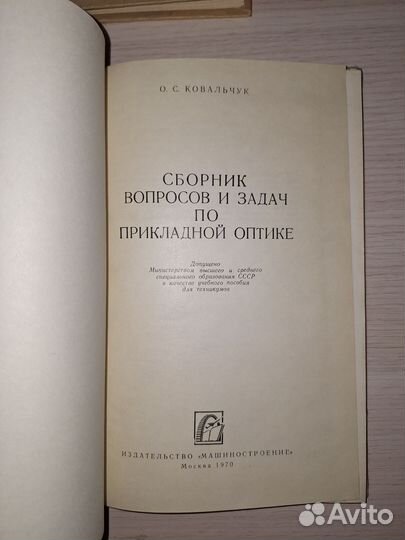 О. С. КОВАЛЬЧУК
СБОРНИК
ВОПРОСОВ И ЗАДАЧ
ПО
ПРИКЛАДНОЙ ОПТИКЕ
Допущено
Министерством высшего и среднего
специального образования СССР
в качестве учебного пособия
для техникумов
ИЗДАТЕЛЬСТВО «МАШИНОСТРОЕНИЕ»
Москва 1970
Avito